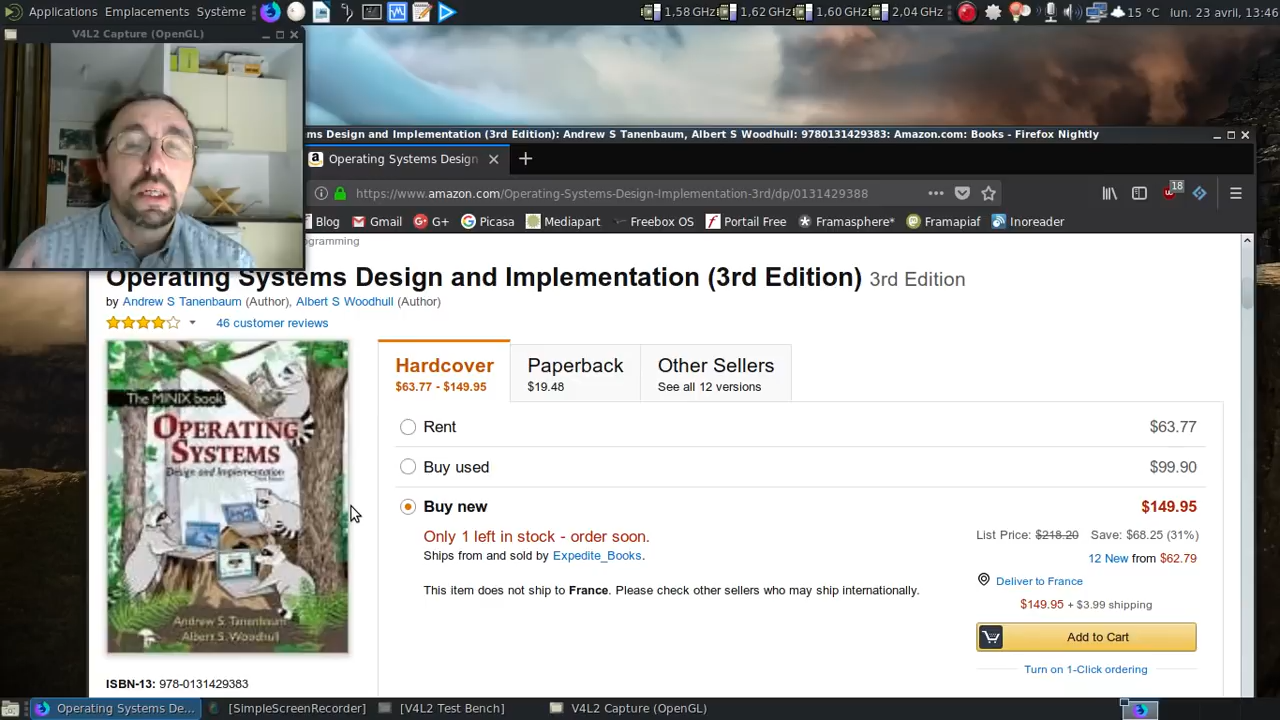 Applications Emplacements Système
1,58 GHz 1,62 GHz 1,60 GHz 2,04 GHz 15 °C lun. 23 avril, 13:46
V4L2 Capture (OpenGL)
ms Design and Implementation (3rd Edition): Andrew S Tanenbaum, Albert S Woodhull: 9780131429383: Amazon.com: Books - Firefox Nightly
Operating Systems Design
https://www.amazon.com/Operating-Systems-Design-Implementation-3rd/dp/0131429388
18
Blog Gmail G+ Picasa Mediapart Freebox OS Portail Free Framasphere* Framapiaf Inoreader
ogramming
Operating Systems Design and Implementation (3rd Edition) 3rd Edition
by Andrew S Tanenbaum (Author), Albert S Woodhull (Author)
46 customer reviews
The MINIX book
OPERATING
SYSTEMS
Design and Implementation
Andrew S. Tanenbaum
Albert S. Woodhull
ISBN-13: 978-0131429383
Hardcover
$63.77 - $149.95
Paperback
$19.48
Other Sellers
See all 12 versions
Rent $63.77
Buy used $99.90
Buy new $149.95
Only 1 left in stock - order soon.
Ships from and sold by Expedite_Books.
This item does not ship to France. Please check other sellers who may ship internationally.
List Price: $218.20 Save: $68.25 (31%)
12 New from $62.79
Deliver to France
$149.95 + $3.99 shipping
Add to Cart
Turn on 1-Click ordering
Operating Systems De... [SimpleScreenRecorder] [V4L2 Test Bench] V4L2 Capture (OpenGL)